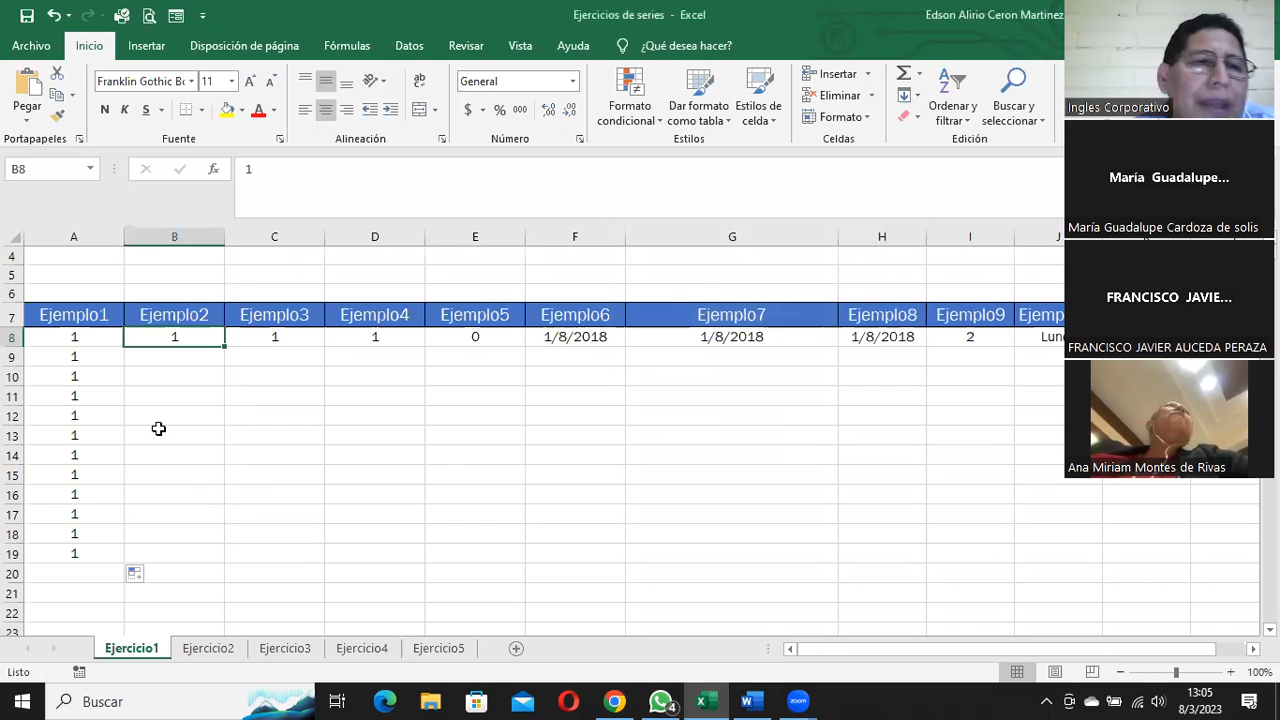 Ejercicios de series - Excel
Edson Alirio Ceron Martinez
Archivo Inicio Insertar Disposición de página Fórmulas Datos Revisar Vista Ayuda ¿Qué desea hacer?
Pegar
Franklin Gothic Bo 11
N K S
General
$ % 000
Formato condicional
Dar formato como tabla
Estilos de celda
Insertar
Eliminar
Formato
Ordenar y filtrar
Buscar y seleccionar
Portapapeles Fuente Alineación Número Estilos Celdas Edición
B8
fx
1
A B C D E F G H I J
4
5
6
7 Ejemplo1 Ejemplo2 Ejemplo3 Ejemplo4 Ejemplo5 Ejemplo6 Ejemplo7 Ejemplo8 Ejemplo9 Ejemp
8 1 1 1 1 0 1/8/2018 1/8/2018 1/8/2018 2 Lun
9 1
10 1
11 1
12 1
13 1
14 1
15 1
16 1
17 1
18 1
19 1
20
21
22
23
Ejercicio1 Ejercicio2 Ejercicio3 Ejercicio4 Ejercicio5
Listo
100%
Buscar
4
zoom
13:05
8/3/2023
Ingles Corporativo
María Guadalupe...
María Guadalupe Cardoza de solis
FRANCISCO JAVIE...
FRANCISCO JAVIER AUCEDA PERAZA
Ana Miriam Montes de Rivas